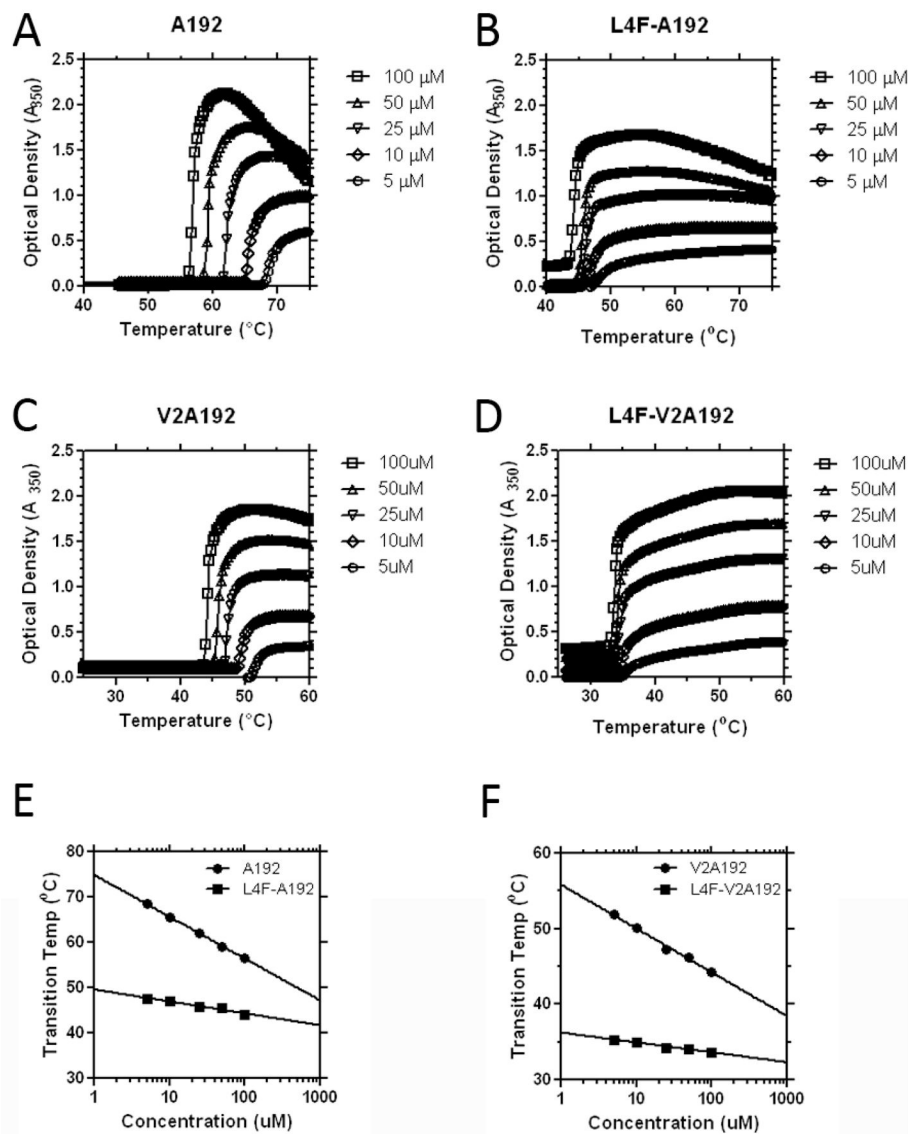 A
A192
2.5
2.0
1.5
1.0
0.5
0.0
Optical Density (A350)
40 50 60 70
Temperature (°C)
100 µM
50 µM
25 µM
10 µM
5 µM
B
L4F-A192
2.5
2.0
1.5
1.0
0.5
0.0
Optical Density (A350)
40 50 60 70
Temperature (°C)
100 µM
50 µM
25 µM
10 µM
5 µM
C
V2A192
2.5
2.0
1.5
1.0
0.5
0.0
Optical Density (A 350)
30 40 50 60
Temperature (°C)
100uM
50uM
25uM
10uM
5uM
D
L4F-V2A192
2.5
2.0
1.5
1.0
0.5
0.0
Optical Density (A 350)
30 40 50 60
Temperature (°C)
100uM
50uM
25uM
10uM
5uM
E
80
70
60
50
40
30
Transition Temp (°C)
A192
L4F-A192
1 10 100 1000
Concentration (uM)
F
60
50
40
30
Transition Temp (°C)
V2A192
L4F-V2A192
1 10 100 1000
Concentration (uM)